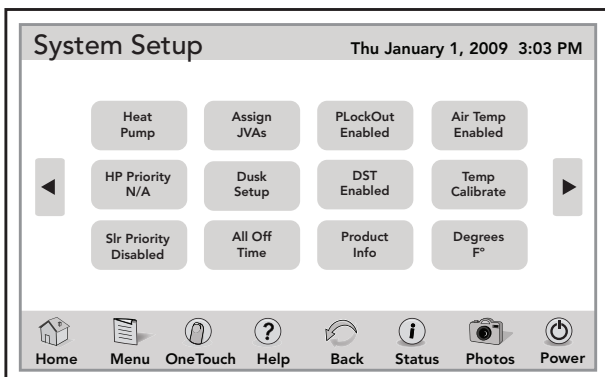 System Setup
Thu January 1, 2009 3:03 PM
Heat
Pump
Assign
JVAs
PLockOut
Enabled
Air Temp
Enabled
HP Priority
N/A
Dusk
Setup
DST
Enabled
Temp
Calibrate
Slr Priority
Disabled
All Off
Time
Product
Info
Degrees
F°
Home
Menu
OneTouch
Help
Back
Status
Photos
Power